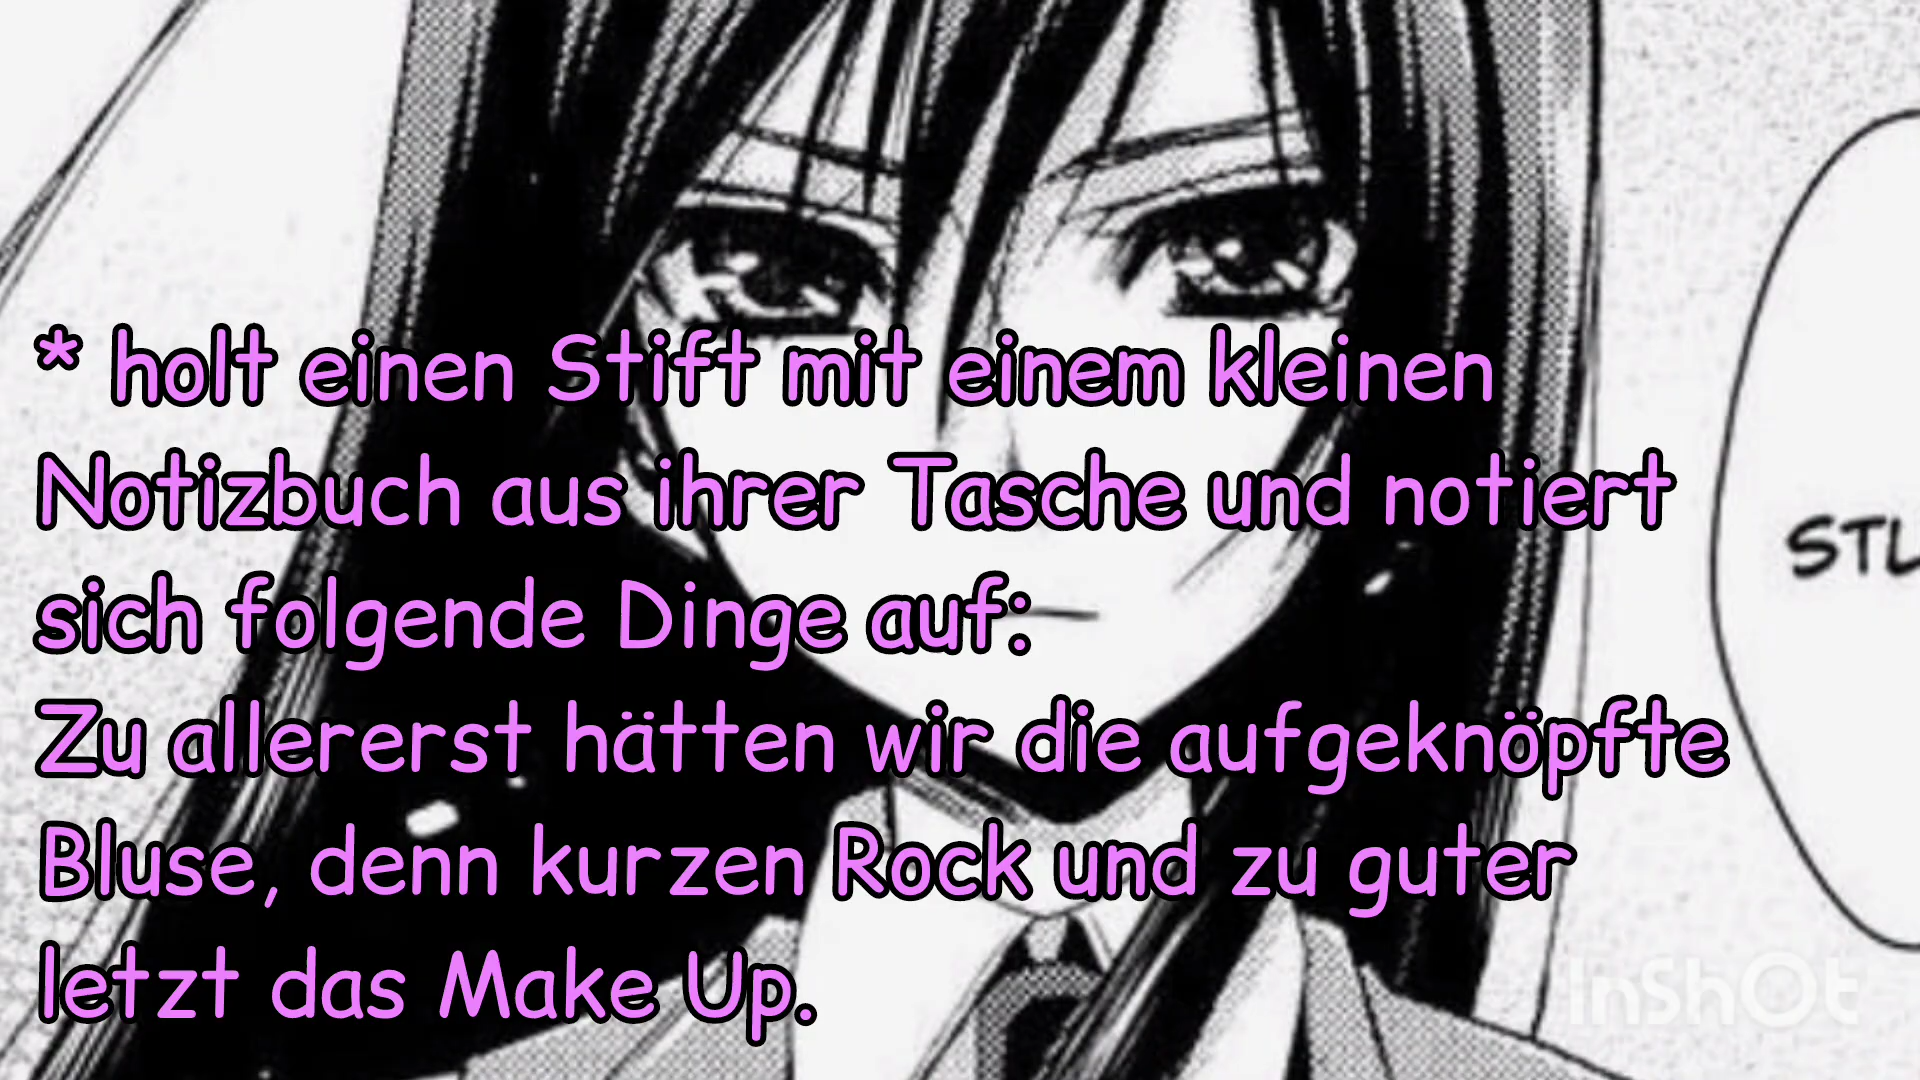 * holt einen Stift mit einem kleinen
Notizbuch aus ihrer Tasche und notiert
sich folgende Dinge auf:
Zu allererst hätten wir die aufgeknöpfte
Bluse, denn kurzen Rock und zu guter
letzt das Make Up.
InShOt